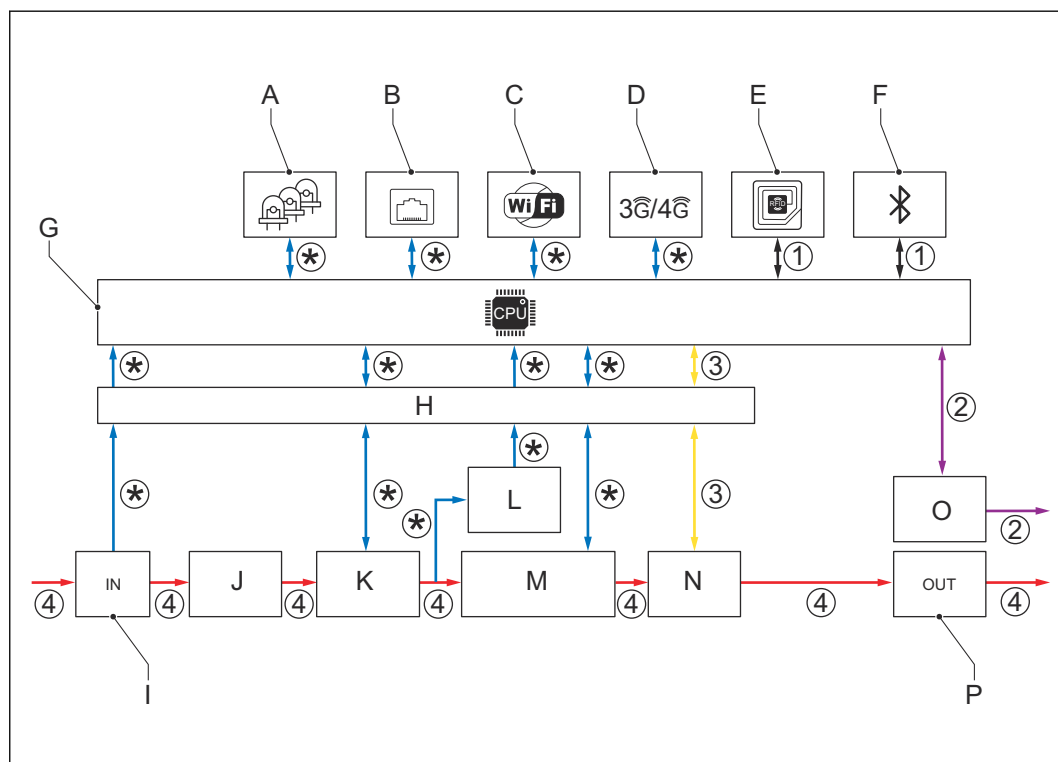 A B C D E F
G
Wi Fi 3G/4G RFID
* * * * 1 1
CPU
* * * * 3
H
2
* * * * * 3
L
O
2
IN J K M N OUT
4 4 4 4 4 4 4
I P